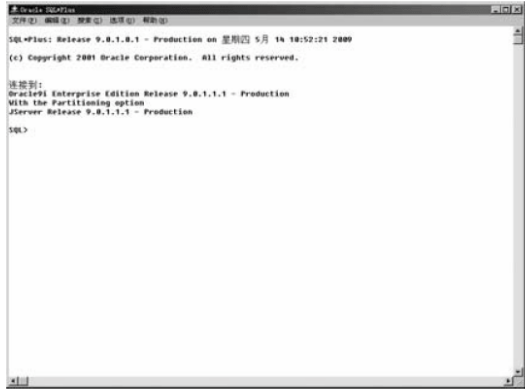 Oracle SQL*Plus
文件(F) 编辑(E) 搜索(S) 选项(O) 帮助(H)
SQL*Plus: Release 9.0.1.0.1 - Production on 星期四 5月 14 10:52:21 2009
(c) Copyright 2001 Oracle Corporation.  All rights reserved.
连接到:
Oracle9i Enterprise Edition Release 9.0.1.1.1 - Production
With the Partitioning option
JServer Release 9.0.1.1.1 - Production
SQL>